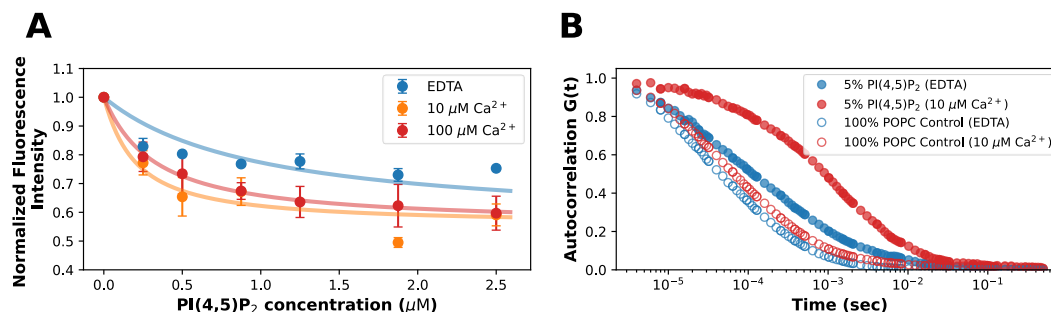 A
Normalized Fluorescence
Intensity
1.1
1.0
0.9
0.8
0.7
0.6
0.5
0.4
0.0
0.5
1.0
1.5
2.0
2.5
PI(4,5)P₂ concentration (μM)
EDTA
10 μM Ca²⁺
100 μM Ca²⁺
B
Autocorrelation G(t)
1.0
0.8
0.6
0.4
0.2
0.0
10⁻⁵
10⁻⁴
10⁻³
10⁻²
10⁻¹
Time (sec)
5% PI(4,5)P₂ (EDTA)
5% PI(4,5)P₂ (10 μM Ca²⁺)
100% POPC Control (EDTA)
100% POPC Control (10 μM Ca²⁺)